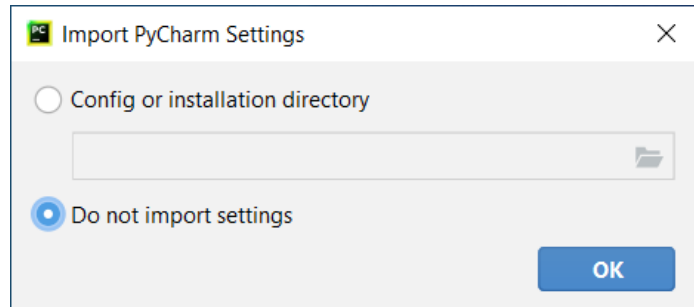 PC
Import PyCharm Settings
Config or installation directory
Do not import settings
OK